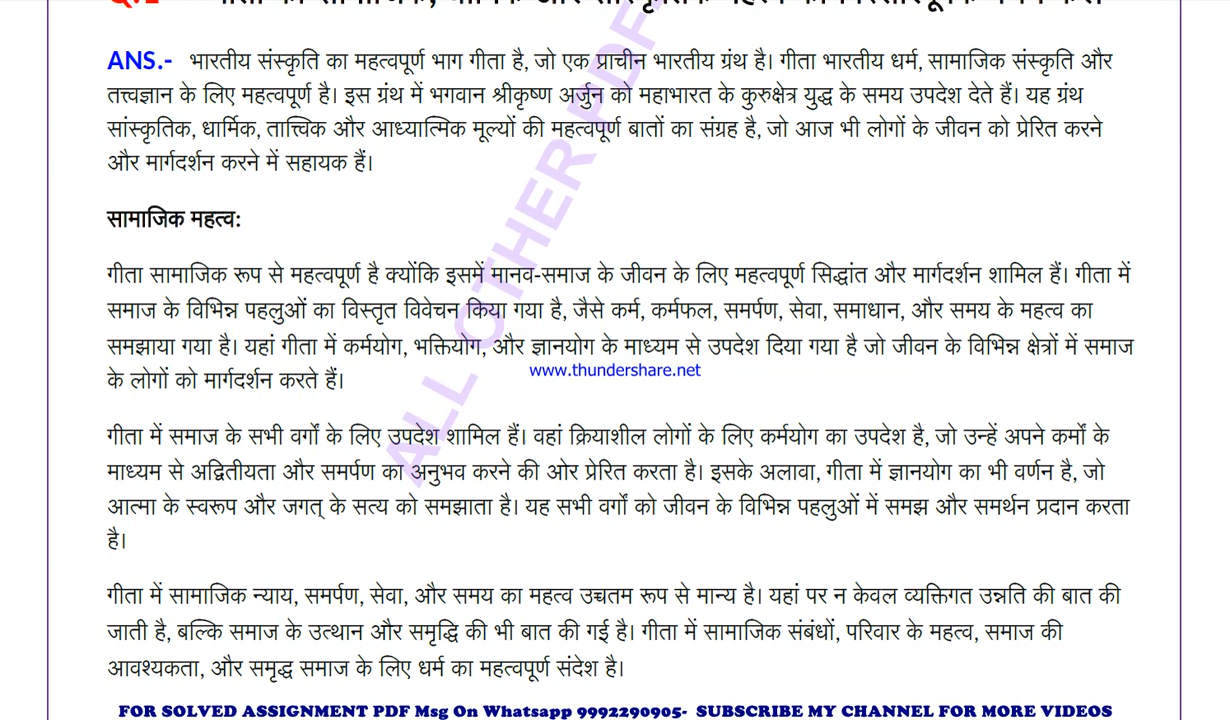 ANS.- भारतीय संस्कृति का महत्वपूर्ण भाग गीता है, जो एक प्राचीन भारतीय ग्रंथ है। गीता भारतीय धर्म, सामाजिक संस्कृति और
तत्त्वज्ञान के लिए महत्वपूर्ण है। इस ग्रंथ में भगवान श्रीकृष्ण अर्जुन को महाभारत के कुरुक्षेत्र युद्ध के समय उपदेश देते हैं। यह ग्रंथ
सांस्कृतिक, धार्मिक, तात्त्विक और आध्यात्मिक मूल्यों की महत्वपूर्ण बातों का संग्रह है, जो आज भी लोगों के जीवन को प्रेरित करने
और मार्गदर्शन करने में सहायक हैं।
सामाजिक महत्व:
गीता सामाजिक रूप से महत्वपूर्ण है क्योंकि इसमें मानव-समाज के जीवन के लिए महत्वपूर्ण सिद्धांत और मार्गदर्शन शामिल हैं। गीता में
समाज के विभिन्न पहलुओं का विस्तृत विवेचन किया गया है, जैसे कर्म, कर्मफल, समर्पण, सेवा, समाधान, और समय के महत्व का
समझाया गया है। यहां गीता में कर्मयोग, भक्तियोग, और ज्ञानयोग के माध्यम से उपदेश दिया गया है जो जीवन के विभिन्न क्षेत्रों में समाज
www.thundershare.net
के लोगों को मार्गदर्शन करते हैं।
गीता में समाज के सभी वर्गों के लिए उपदेश शामिल हैं। वहां क्रियाशील लोगों के लिए कर्मयोग का उपदेश है, जो उन्हें अपने कर्मों के
माध्यम से अद्वितीयता और समर्पण का अनुभव करने की ओर प्रेरित करता है। इसके अलावा, गीता में ज्ञानयोग का भी वर्णन है, जो
आत्मा के स्वरूप और जगत् के सत्य को समझाता है। यह सभी वर्गों को जीवन के विभिन्न पहलुओं में समझ और समर्थन प्रदान करता
है।
गीता में सामाजिक न्याय, समर्पण, सेवा, और समय का महत्व उच्चतम रूप से मान्य है। यहां पर न केवल व्यक्तिगत उन्नति की बात की
जाती है, बल्कि समाज के उत्थान और समृद्धि की भी बात की गई है। गीता में सामाजिक संबंधों, परिवार के महत्व, समाज की
आवश्यकता, और समृद्ध समाज के लिए धर्म का महत्वपूर्ण संदेश है।
ALL OTHER PDF
FOR SOLVED ASSIGNMENT PDF Msg On Whatsapp 9992290905- SUBSCRIBE MY CHANNEL FOR MORE VIDEOS